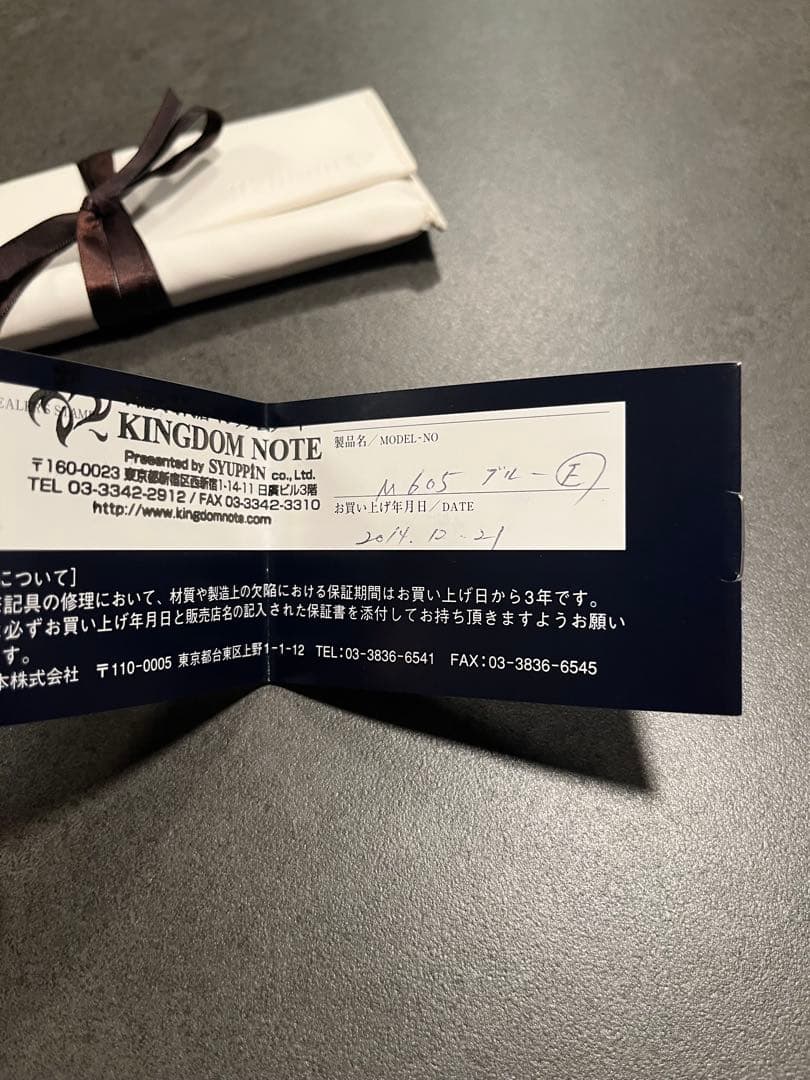 KINGDOM NOTE
Presented by SYUPPIN co., Ltd.
〒160-0023 東京都新宿区西新宿1-14-11 日廣ビル3階
TEL 03-3342-2912 / FAX 03-3342-3310
http://www.kingdomnote.com
製品名/MODEL-NO
M605 ブルー
お買い上げ年月日/DATE
2014.12.21
について]
記具の修理において、材質や製造上の欠陥における保証期間はお買い上げ日から3年です。
必ずお買い上げ年月日と販売店名の記入された保証書を添付してお持ち頂きますようお願い
す。
本株式会社 〒110-0005 東京都台東区上野1-1-12 TEL:03-3836-6541 FAX:03-3836-6545